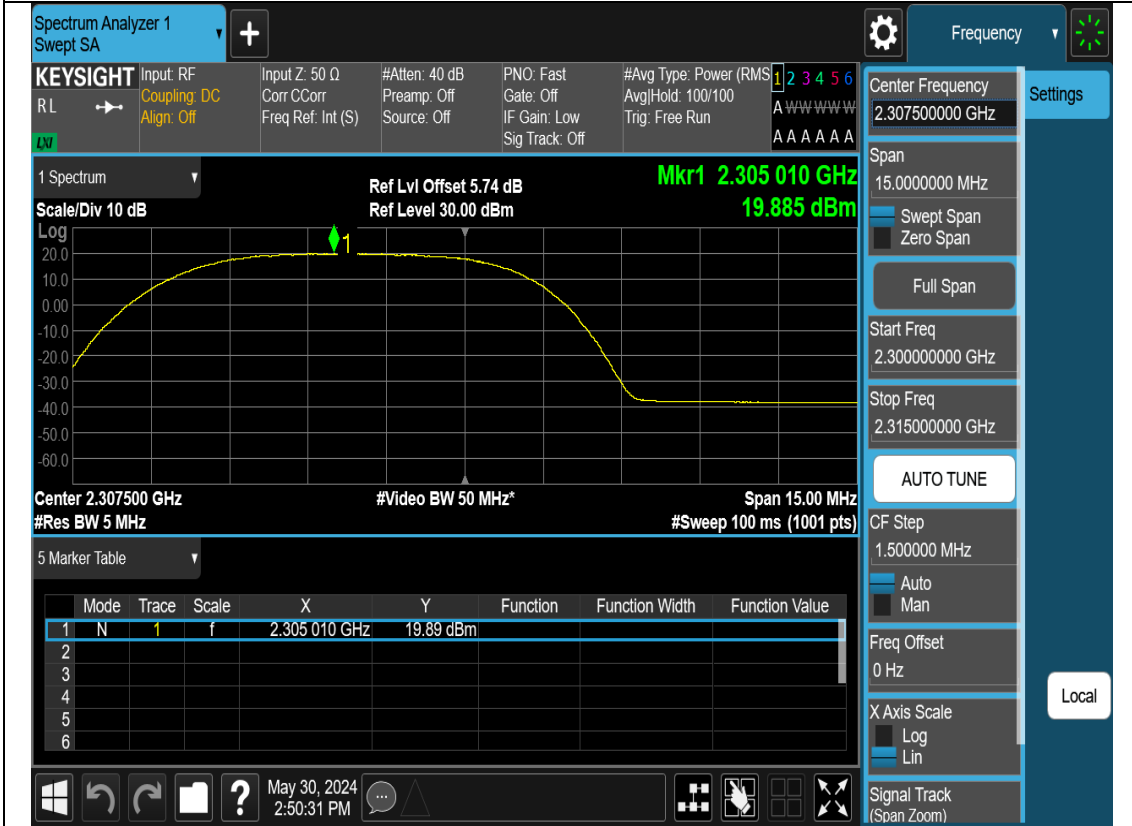 Spectrum Analyzer 1
Swept SA
+
Frequency
KEYSIGHT
RL
LXI
Input: RF
Coupling: DC
Align: Off
Input Z: 50 Ω
Corr CCorr
Freq Ref: Int (S)
#Atten: 40 dB
Preamp: Off
Source: Off
PNO: Fast
Gate: Off
IF Gain: Low
Sig Track: Off
#Avg Type: Power (RMS
Avg|Hold: 100/100
Trig: Free Run
1 2 3 4 5 6
A W W W W W
A A A A A A
1 Spectrum
Scale/Div 10 dB
Ref Lvl Offset 5.74 dB
Ref Level 30.00 dBm
Mkr1 2.305 010 GHz
19.885 dBm
Log
1
20.0
10.0
0.00
-10.0
-20.0
-30.0
-40.0
-50.0
-60.0
Center 2.307500 GHz
#Video BW 50 MHz*
Span 15.00 MHz
#Res BW 5 MHz
#Sweep 100 ms (1001 pts)
5 Marker Table
Mode Trace Scale X Y Function Function Width Function Value
1 N 1 f 2.305 010 GHz 19.89 dBm
2
3
4
5
6
May 30, 2024
2:50:31 PM
?
Center Frequency
2.307500000 GHz
Settings
Span
15.0000000 MHz
Swept Span
Zero Span
Full Span
Start Freq
2.300000000 GHz
Stop Freq
2.315000000 GHz
AUTO TUNE
CF Step
1.500000 MHz
Auto
Man
Freq Offset
0 Hz
X Axis Scale
Log
Lin
Local
Signal Track
(Span Zoom)